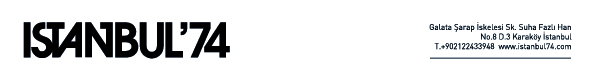 ISTANBUL'74
Galata Şarap İskelesi Sk. Suha Fazlı Han
No.8 D.3 Karaköy İstanbul
T.+902122433948 www.istanbul74.com